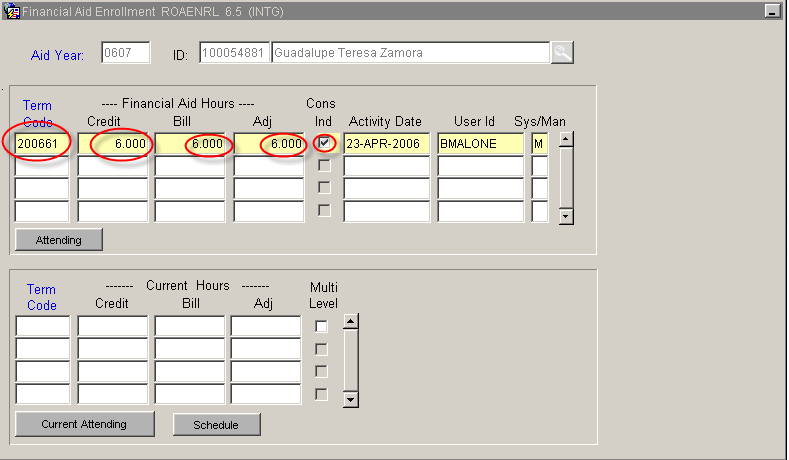 Financial Aid Enrollment ROAENRL 6.5 (INTG)
Aid Year: 0607 ID: 100054881 Guadalupe Teresa Zamora
Term ---- Financial Aid Hours ---- Cons
Code Credit Bill Adj Ind Activity Date User Id Sys/Man
200661 6.000 6.000 6.000 23-APR-2006 BMALONE M
Attending
Term ------- Current Hours ------- Multi
Code Credit Bill Adj Level
Current Attending Schedule